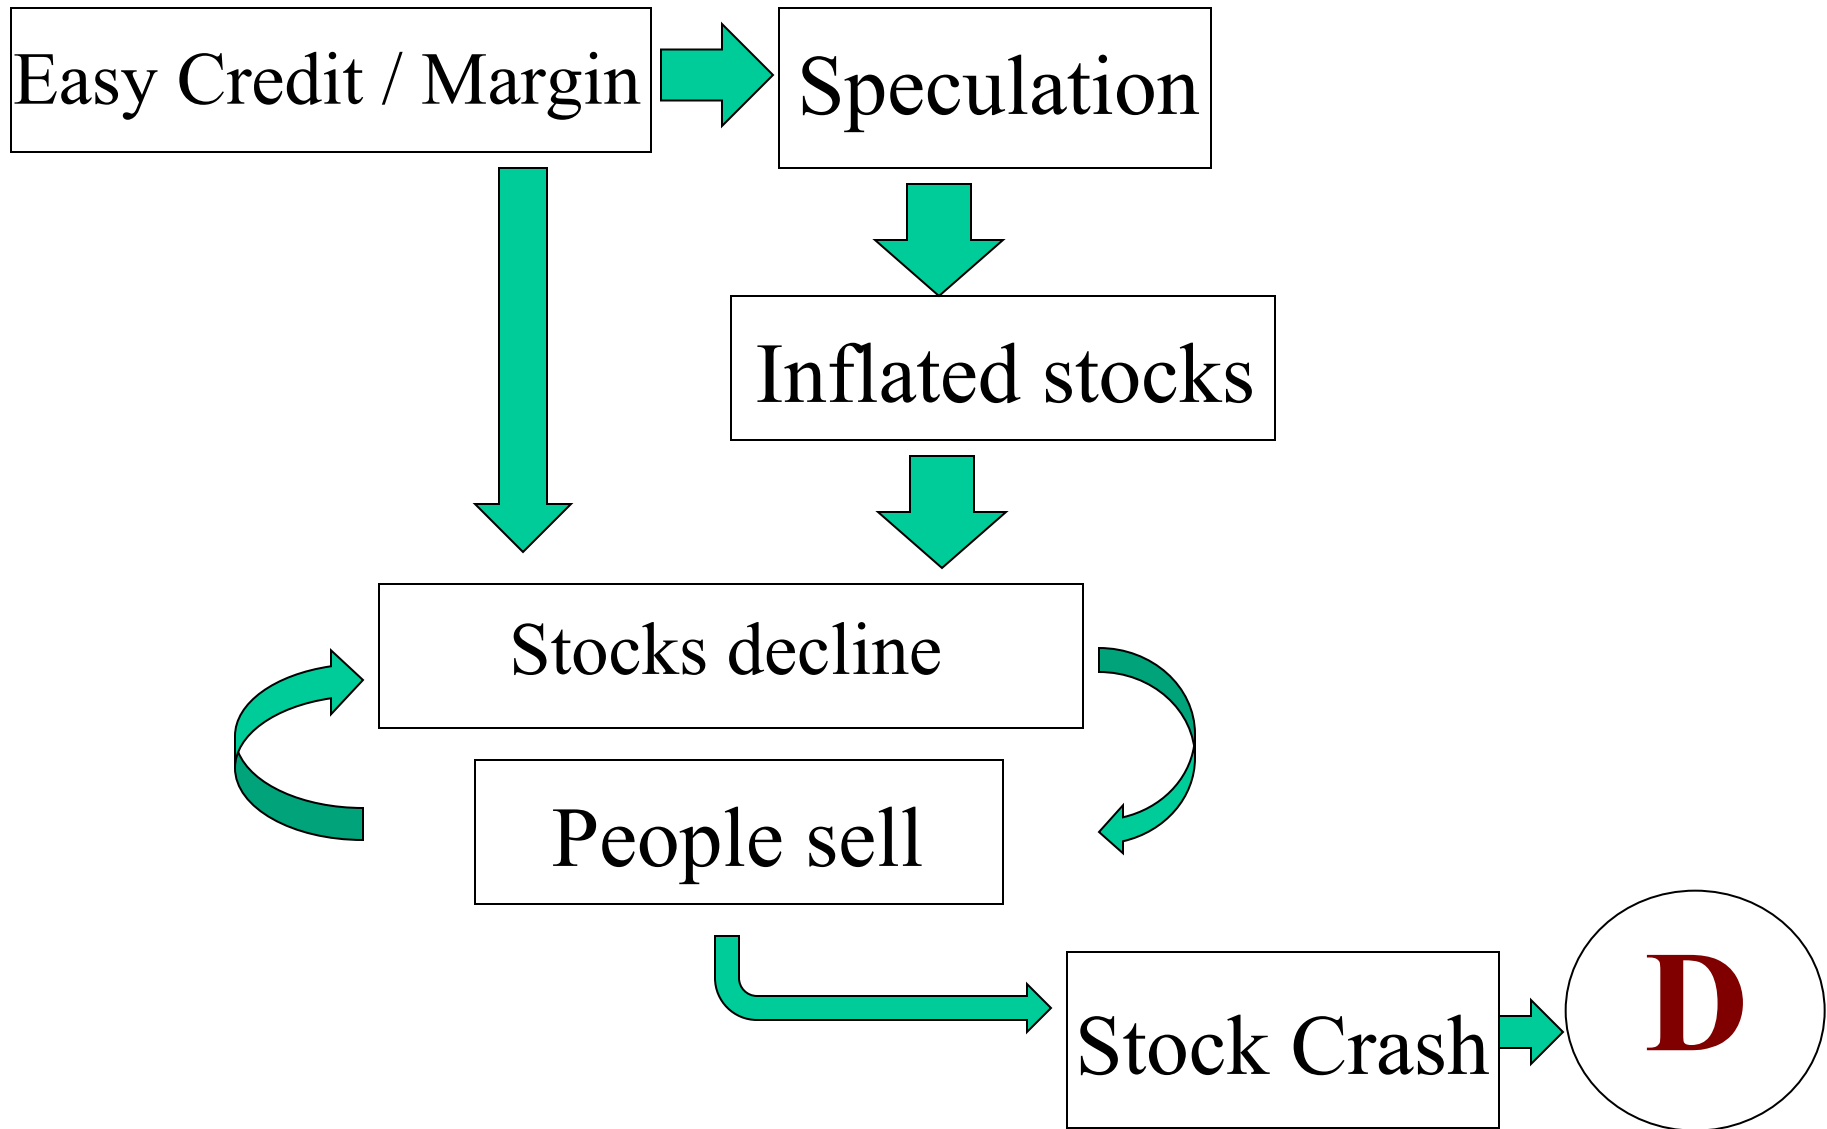 Easy Credit / Margin
Speculation
Inflated stocks
Stocks decline
People sell
Stock Crash
D